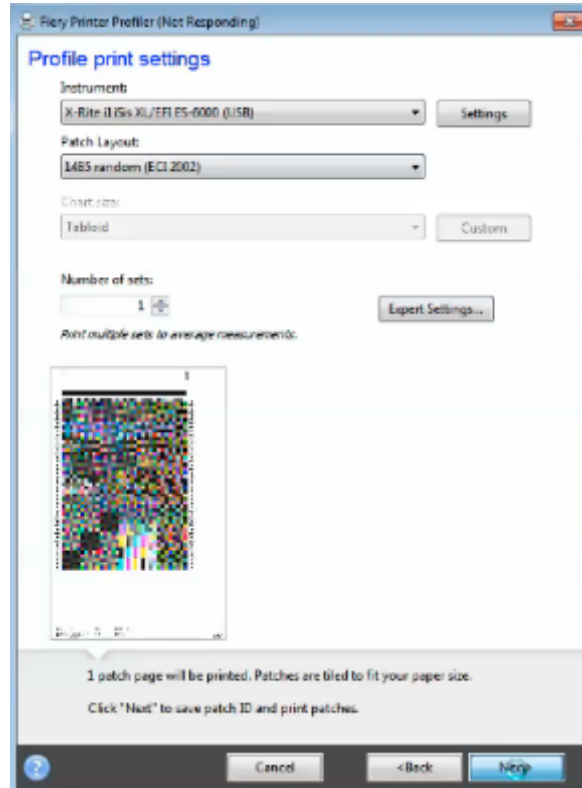 Fiery Printer Profiler (Not Responding)
Profile print settings
Instrument:
X-Rite i1iSis XL/EFI ES-6000 (USB)
Settings
Patch Layout:
1485 random (ECI 2002)
Chart size:
Tabloid
Custom
Number of sets:
1
Expert Settings...
Print multiple sets to average measurements.
1
1 patch page will be printed. Patches are tiled to fit your paper size.
Click "Next" to save patch ID and print patches.
?
Cancel
<Back
Next